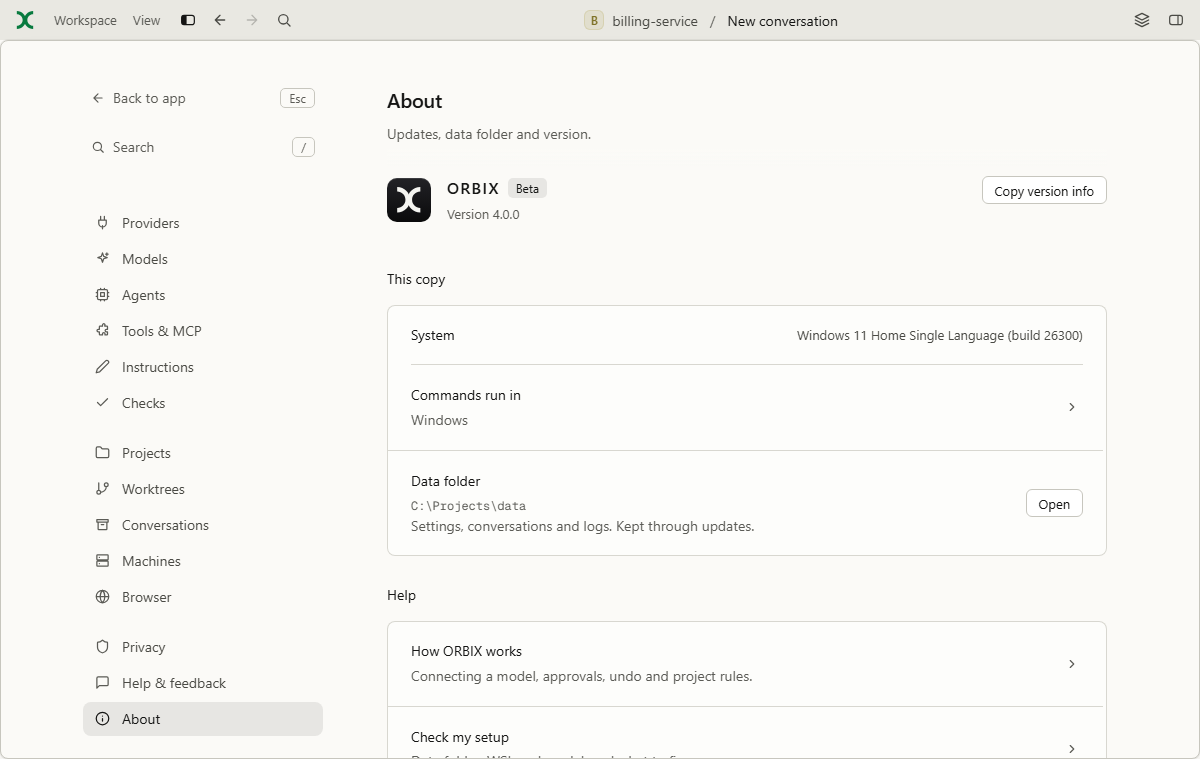 Workspace View
B billing-service / New conversation
Back to app Esc
Search /
Providers
Models
Agents
Tools & MCP
Instructions
Checks
Projects
Worktrees
Conversations
Machines
Browser
Privacy
Help & feedback
About
About
Updates, data folder and version.
ORBIX Beta
Version 4.0.0
Copy version info
This copy
System Windows 11 Home Single Language (build 26300)
Commands run in
Windows
Data folder
C:\Projects\data
Settings, conversations and logs. Kept through updates.
Open
Help
How ORBIX works
Connecting a model, approvals, undo and project rules.
Check my setup